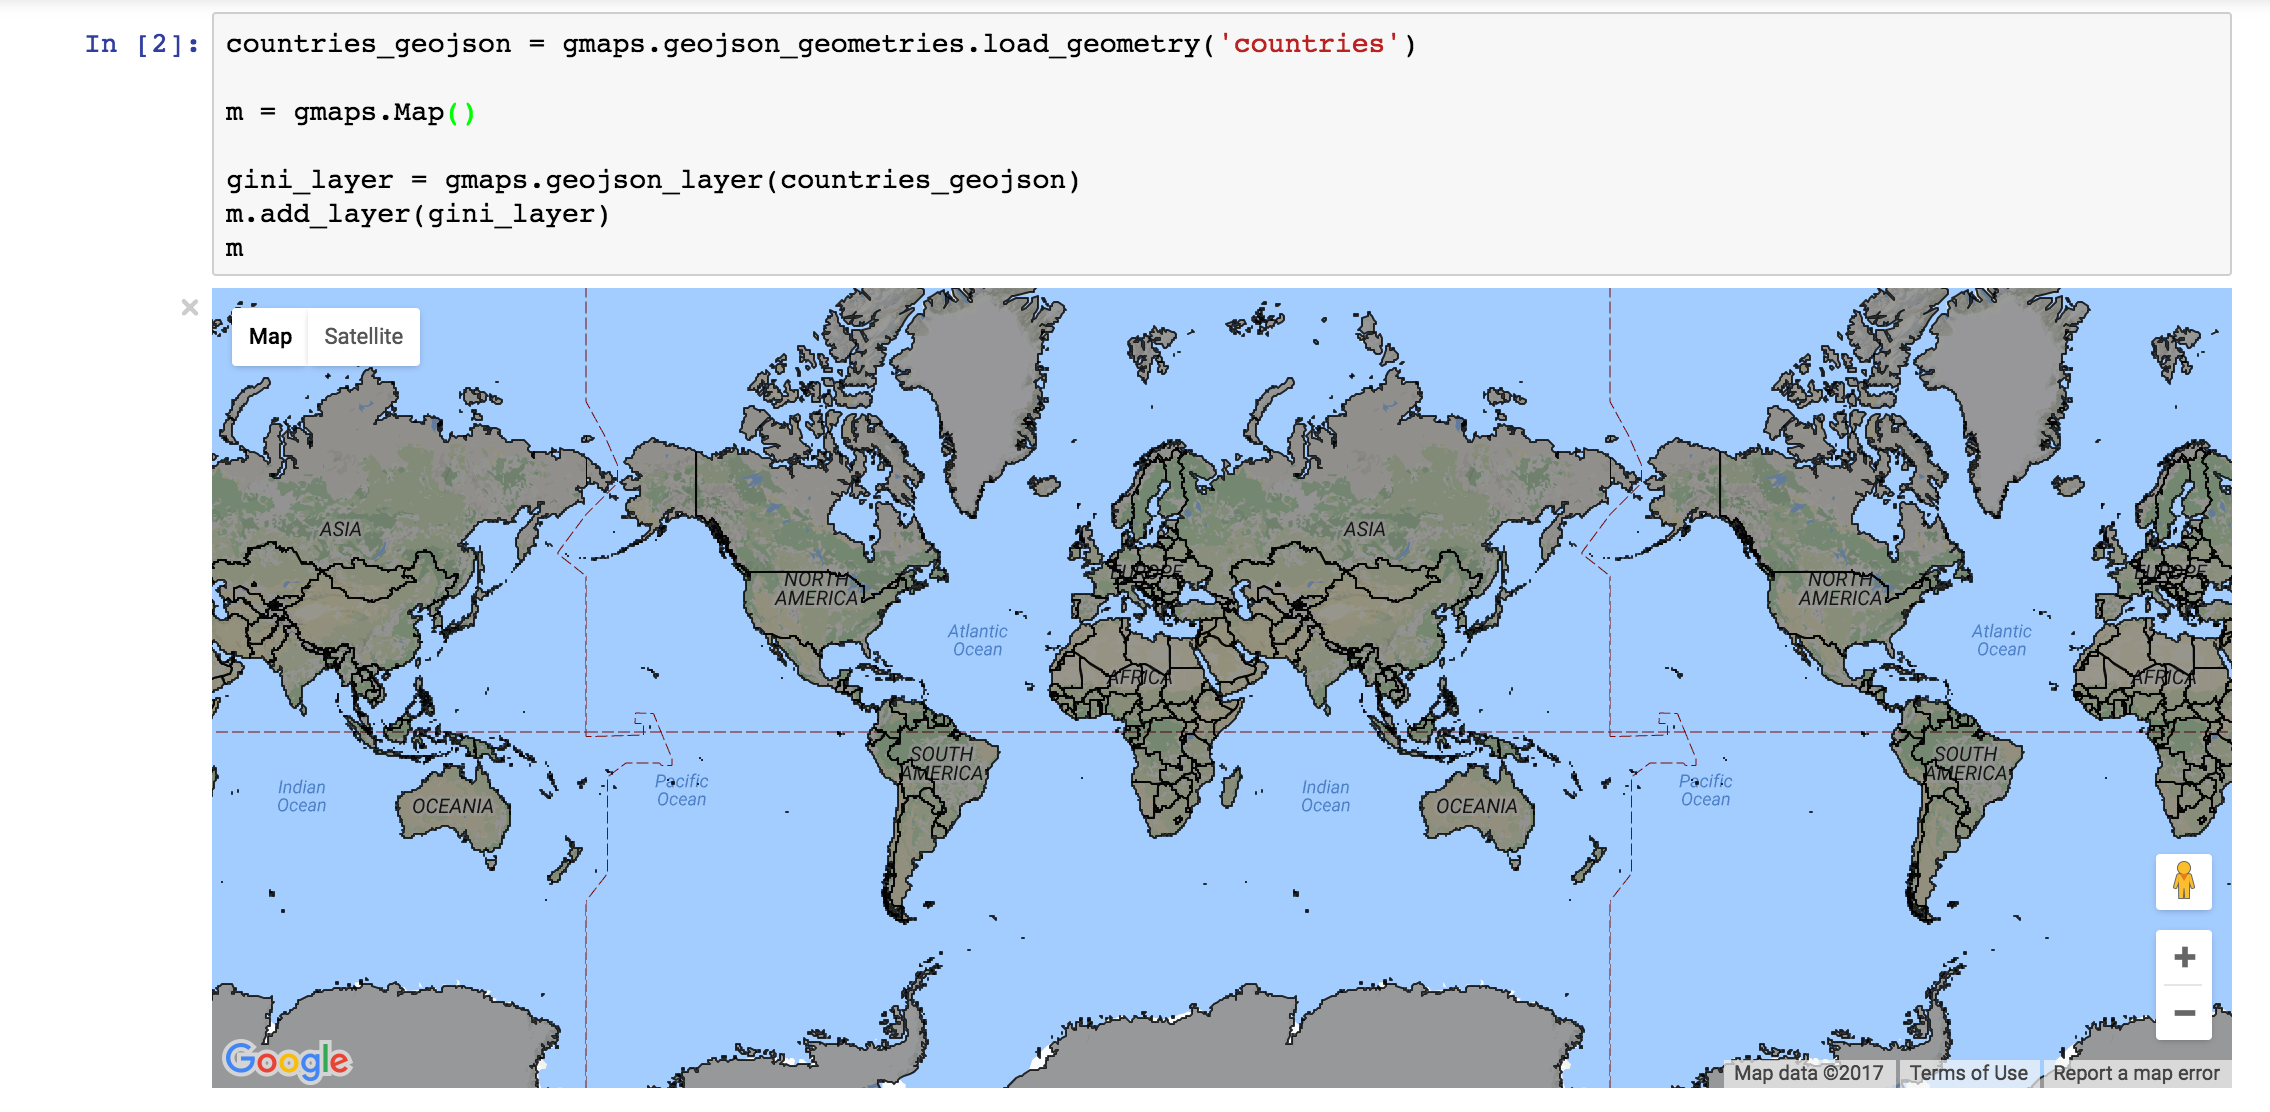 In [2]:
countries_geojson = gmaps.geojson_geometries.load_geometry('countries')
m = gmaps.Map()
gini_layer = gmaps.geojson_layer(countries_geojson)
m.add_layer(gini_layer)
m
×
Map Satellite
ASIA
NORTH
AMERICA
Atlantic
Ocean
EUROPE
AFRICA
ASIA
NORTH
AMERICA
Atlantic
Ocean
EUROPE
AFRICA
Indian
Ocean
OCEANIA
Pacific
Ocean
SOUTH
AMERICA
Indian
Ocean
OCEANIA
Pacific
Ocean
SOUTH
AMERICA
+
−
Google
Map data ©2017 Terms of Use Report a map error